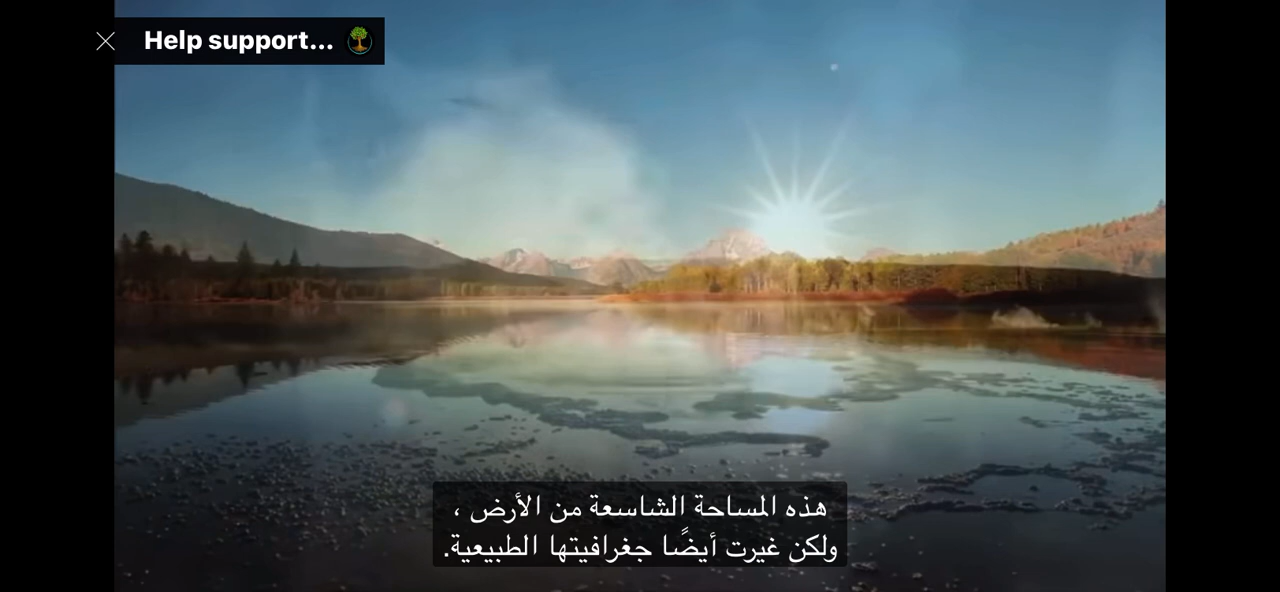 Help support...
هذه المساحة الشاسعة من الأرض ،
ولكن غيرت أيضًا جغرافيتها الطبيعية.